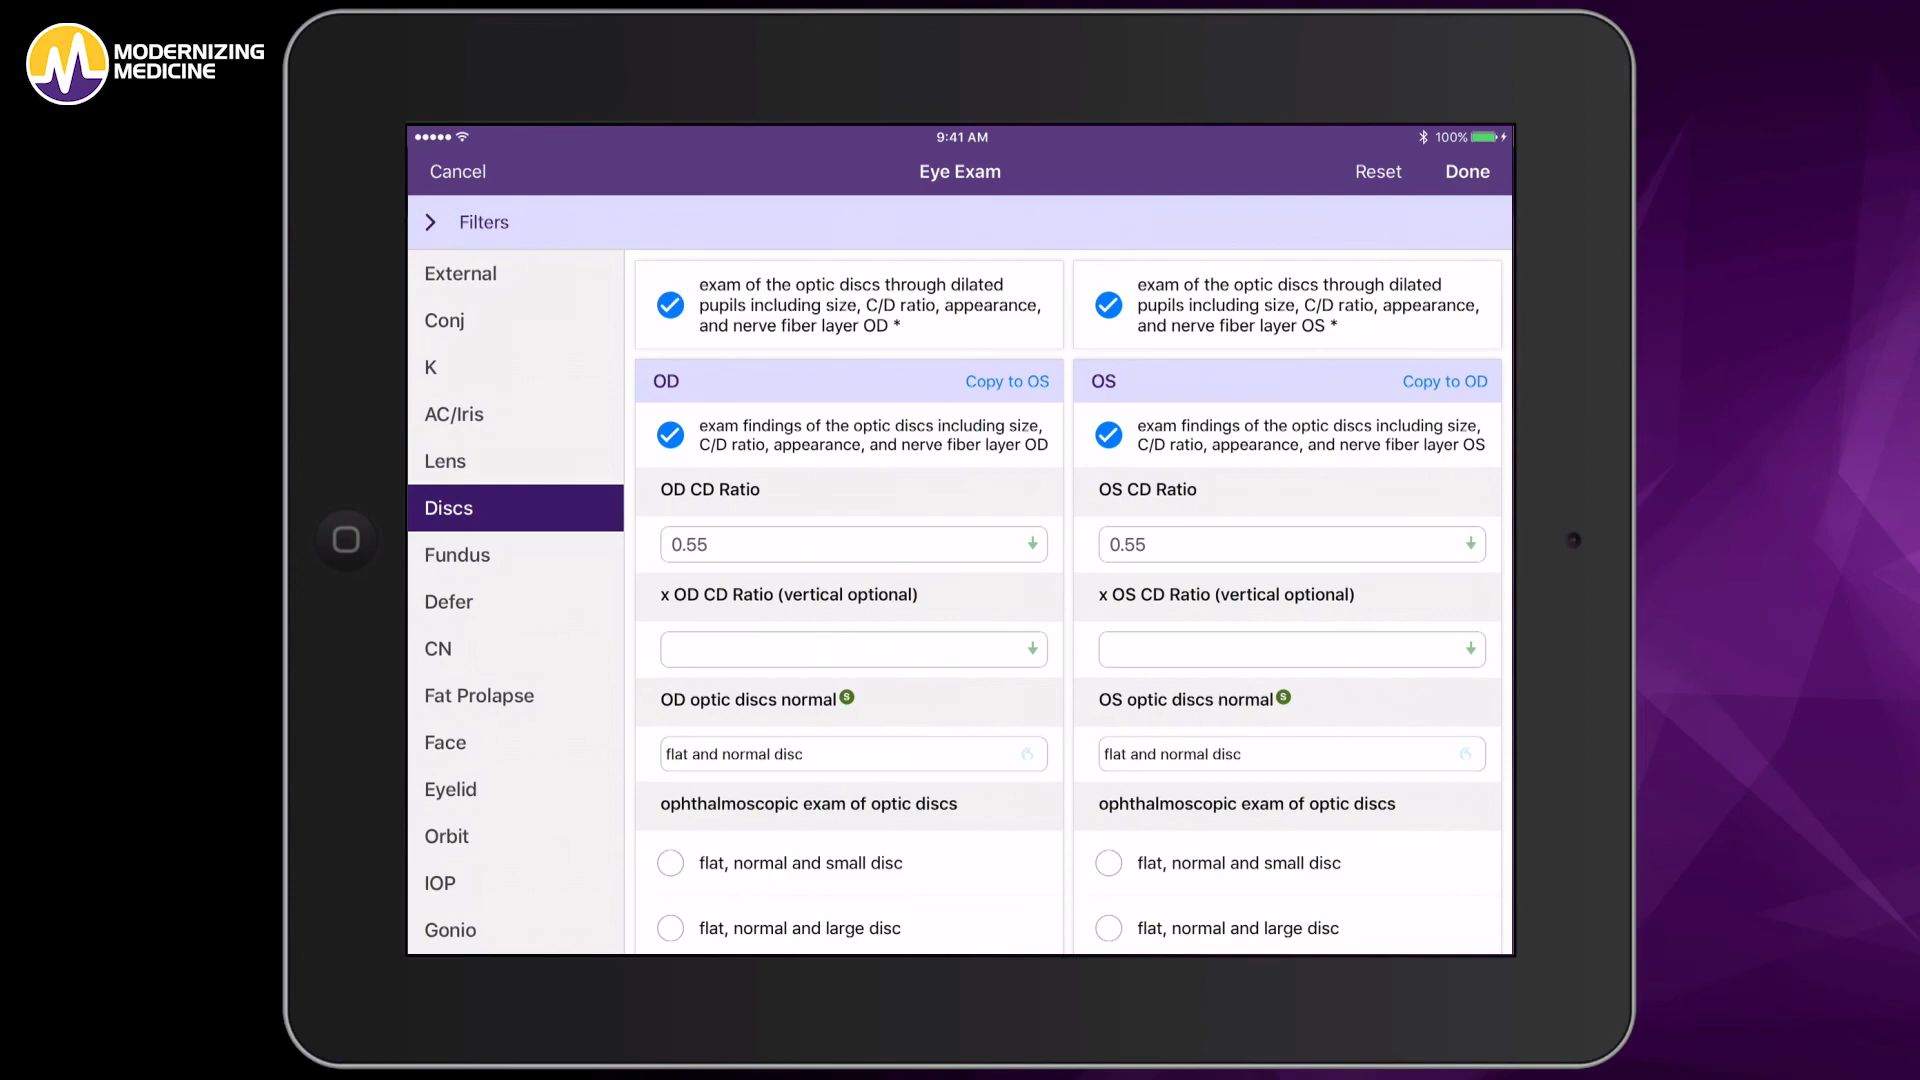 MODERNIZING
MEDICINE
9:41 AM
100%
Cancel
Eye Exam
Reset
Done
Filters
External
Conj
K
AC/Iris
Lens
Discs
Fundus
Defer
CN
Fat Prolapse
Face
Eyelid
Orbit
IOP
Gonio
exam of the optic discs through dilated
pupils including size, C/D ratio, appearance,
and nerve fiber layer OD *
OD
Copy to OS
exam findings of the optic discs including size,
C/D ratio, appearance, and nerve fiber layer OD
OD CD Ratio
0.55
x OD CD Ratio (vertical optional)
OD optic discs normal S
flat and normal disc
ophthalmoscopic exam of optic discs
flat, normal and small disc
flat, normal and large disc
exam of the optic discs through dilated
pupils including size, C/D ratio, appearance,
and nerve fiber layer OS *
OS
Copy to OD
exam findings of the optic discs including size,
C/D ratio, appearance, and nerve fiber layer OS
OS CD Ratio
0.55
x OS CD Ratio (vertical optional)
OS optic discs normal S
flat and normal disc
ophthalmoscopic exam of optic discs
flat, normal and small disc
flat, normal and large disc